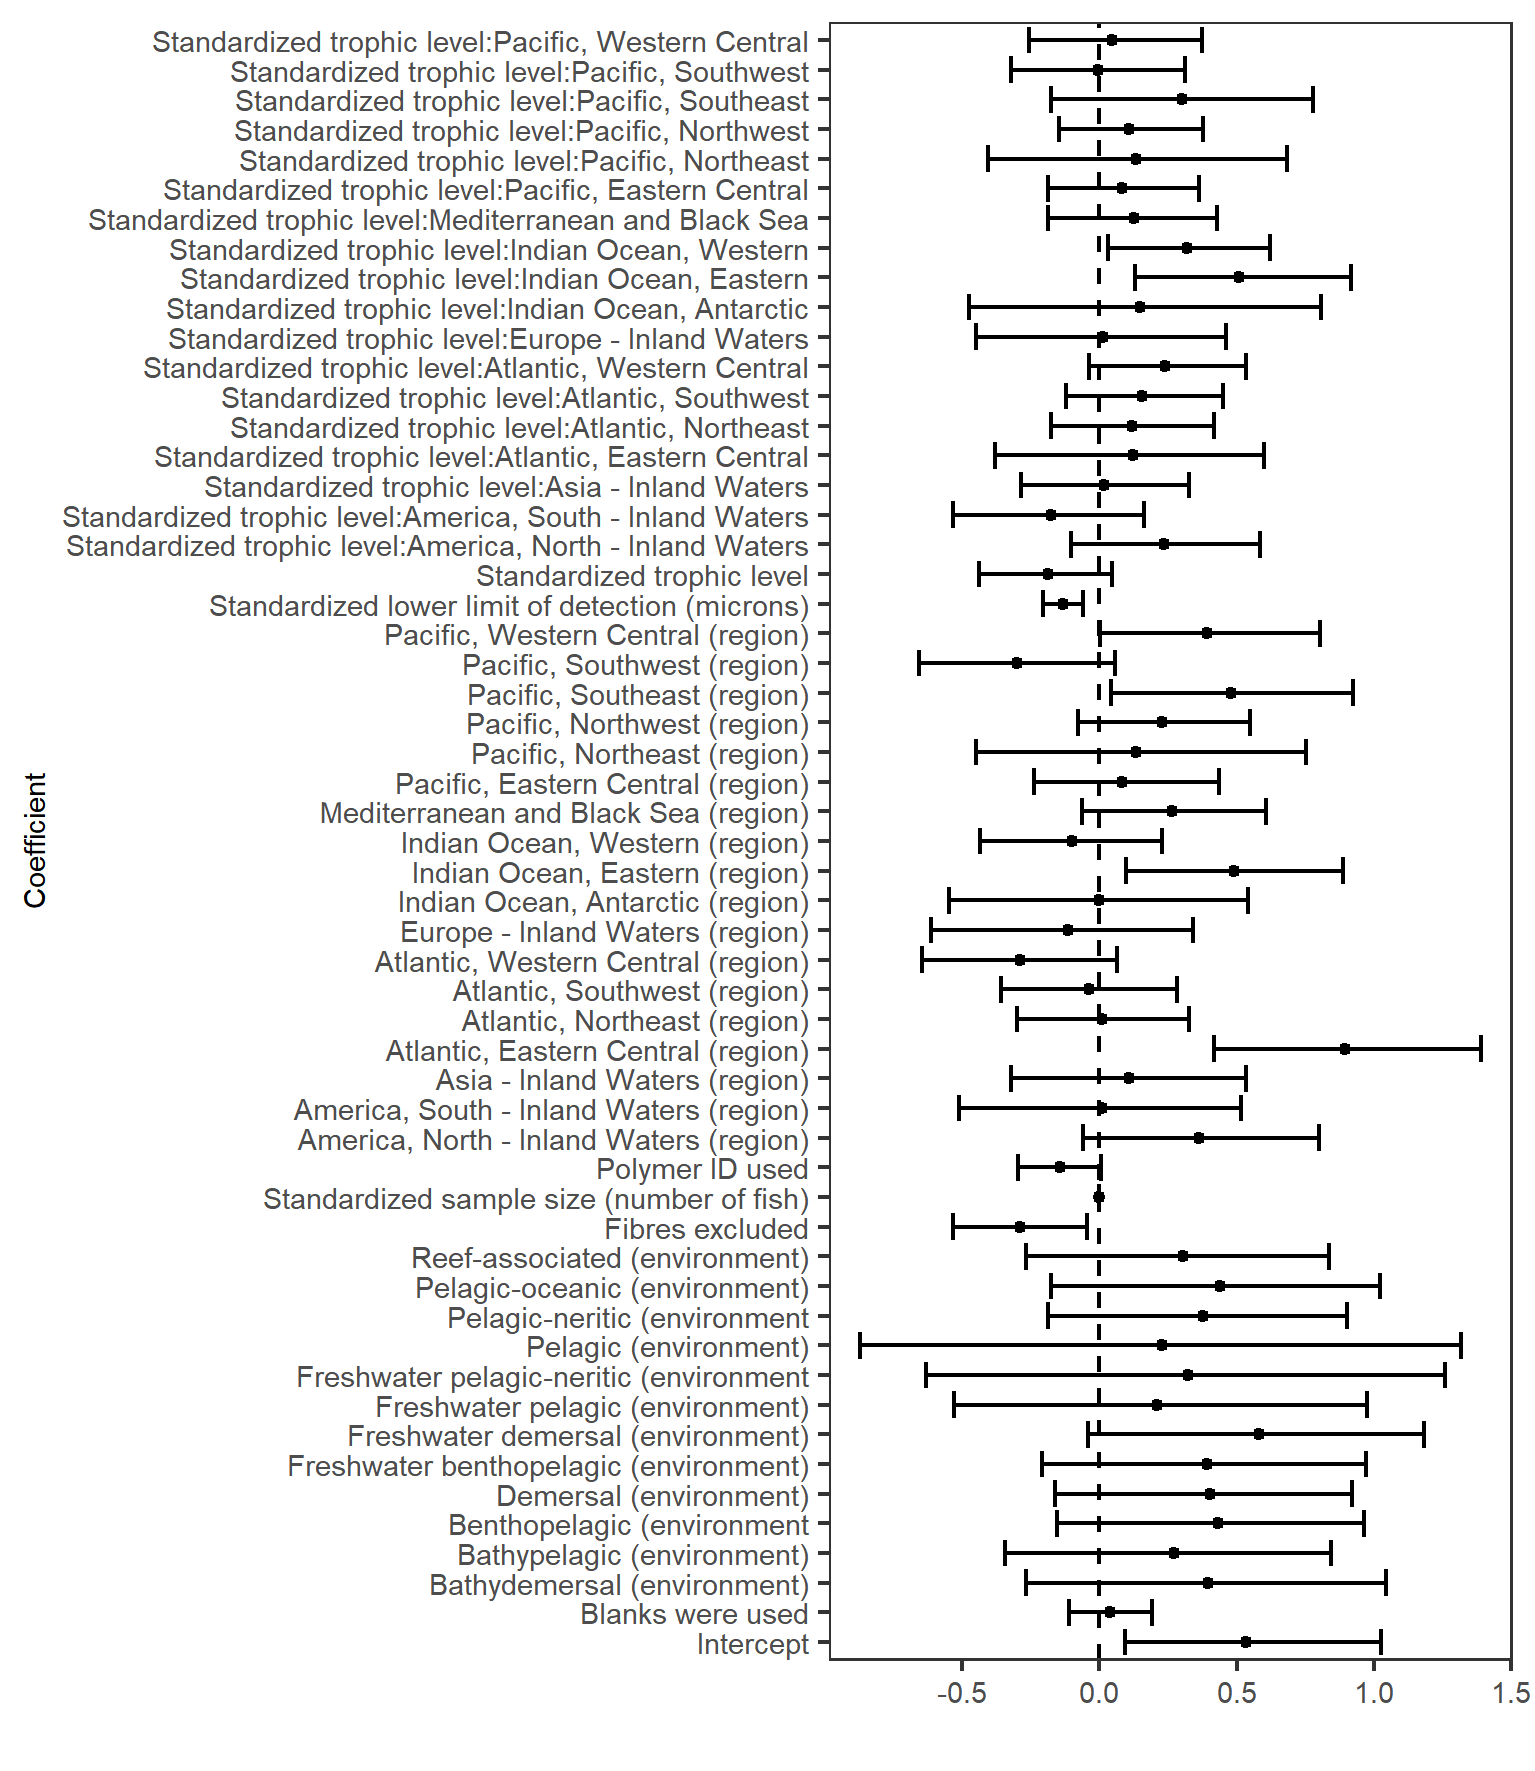 Standardized trophic level:Pacific, Western Central
Standardized trophic level:Pacific, Southwest
Standardized trophic level:Pacific, Southeast
Standardized trophic level:Pacific, Northwest
Standardized trophic level:Pacific, Northeast
Standardized trophic level:Pacific, Eastern Central
Standardized trophic level:Mediterranean and Black Sea
Standardized trophic level:Indian Ocean, Western
Standardized trophic level:Indian Ocean, Eastern
Standardized trophic level:Indian Ocean, Antarctic
Standardized trophic level:Europe - Inland Waters
Standardized trophic level:Atlantic, Western Central
Standardized trophic level:Atlantic, Southwest
Standardized trophic level:Atlantic, Northeast
Standardized trophic level:Atlantic, Eastern Central
Standardized trophic level:Asia - Inland Waters
Standardized trophic level:America, South - Inland Waters
Standardized trophic level:America, North - Inland Waters
Standardized trophic level
Standardized lower limit of detection (microns)
Pacific, Western Central (region)
Pacific, Southwest (region)
Pacific, Southeast (region)
Pacific, Northwest (region)
Pacific, Northeast (region)
Pacific, Eastern Central (region)
Mediterranean and Black Sea (region)
Indian Ocean, Western (region)
Indian Ocean, Eastern (region)
Indian Ocean, Antarctic (region)
Europe - Inland Waters (region)
Atlantic, Western Central (region)
Atlantic, Southwest (region)
Atlantic, Northeast (region)
Atlantic, Eastern Central (region)
Asia - Inland Waters (region)
America, South - Inland Waters (region)
America, North - Inland Waters (region)
Polymer ID used
Standardized sample size (number of fish)
Fibres excluded
Reef-associated (environment)
Pelagic-oceanic (environment)
Pelagic-neritic (environment
Pelagic (environment)
Freshwater pelagic-neritic (environment
Freshwater pelagic (environment)
Freshwater demersal (environment)
Freshwater benthopelagic (environment)
Demersal (environment)
Benthopelagic (environment
Bathypelagic (environment)
Bathydemersal (environment)
Blanks were used
Intercept
Coefficient
-0.5 0.0 0.5 1.0 1.5